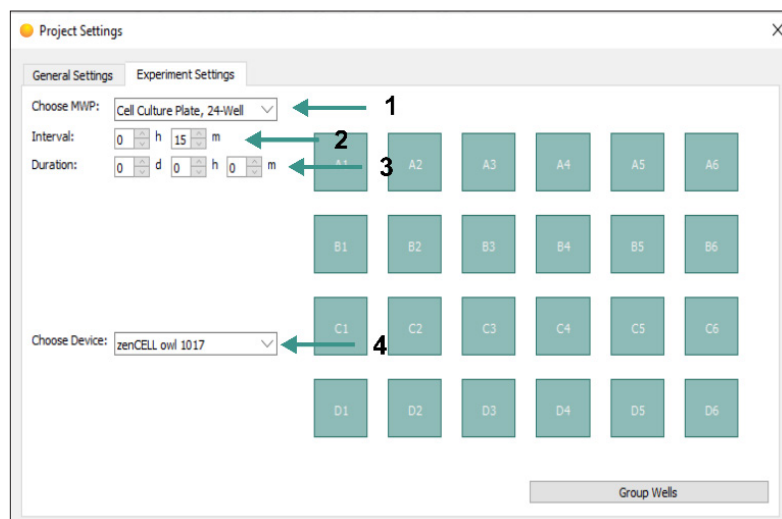 Project Settings
General Settings Experiment Settings
Choose MWP: Cell Culture Plate, 24-Well 1
Interval: 0 h 15 m 2
Duration: 0 d 0 h 0 m 3
A1 A2 A3 A4 A5 A6
B1 B2 B3 B4 B5 B6
C1 C2 C3 C4 C5 C6
Choose Device: zenCELL owl 1017 4
D1 D2 D3 D4 D5 D6
Group Wells